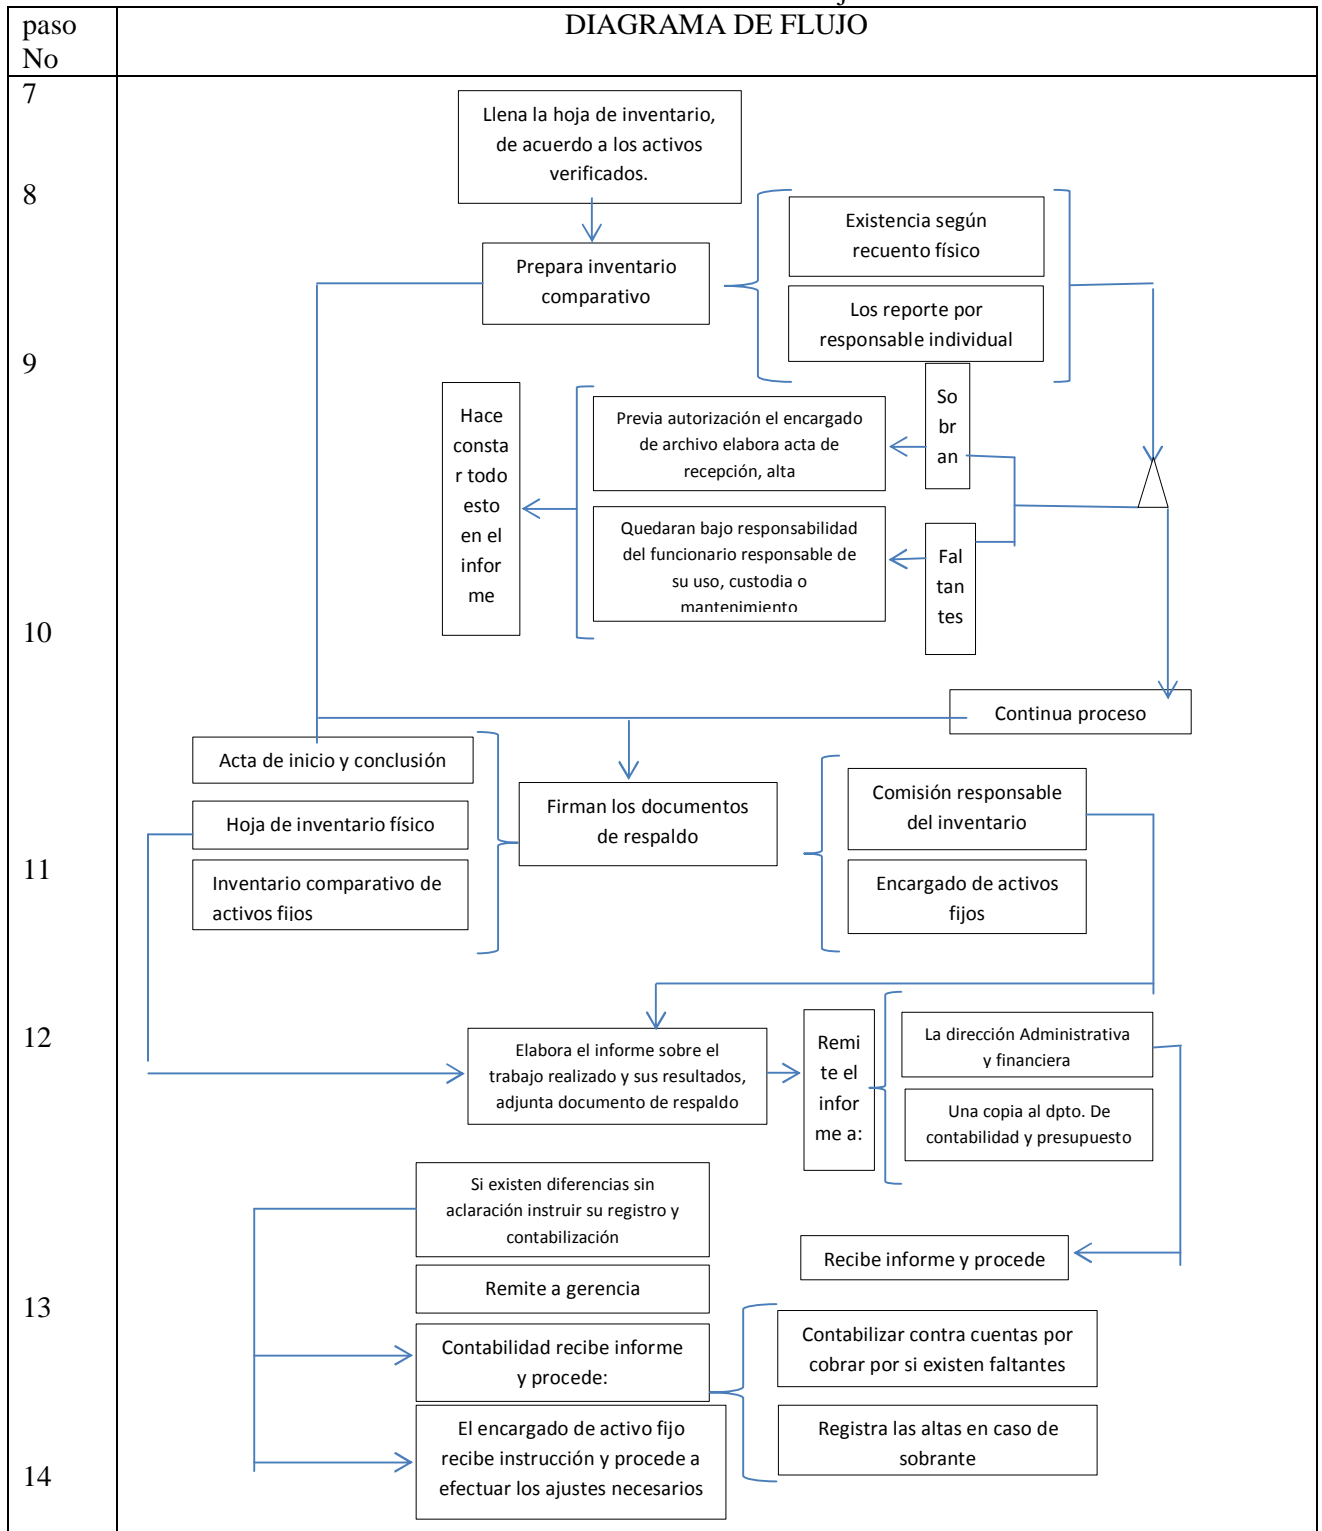 paso
No
DIAGRAMA DE FLUJO
7
Llena la hoja de inventario,
de acuerdo a los activos
verificados.
8
Existencia según
recuento físico
Prepara inventario
comparativo
Los reporte por
responsable individual
9
So
br
an
Hace
consta
r todo
esto
en el
infor
me
Previa autorización el encargado
de archivo elabora acta de
recepción, alta
Quedaran bajo responsabilidad
del funcionario responsable de
su uso, custodia o
mantenimiento
Fal
tan
tes
10
Continua proceso
Acta de inicio y conclusión
Hoja de inventario físico
Firman los documentos
de respaldo
Comisión responsable
del inventario
11
Inventario comparativo de
activos fijos
Encargado de activos
fijos
12
Elabora el informe sobre el
trabajo realizado y sus resultados,
adjunta documento de respaldo
Remi
te el
infor
me a:
La dirección Administrativa
y financiera
Una copia al dpto. De
contabilidad y presupuesto
Si existen diferencias sin
aclaración instruir su registro y
contabilización
Recibe informe y procede
Remite a gerencia
13
Contabilidad recibe informe
y procede:
Contabilizar contra cuentas por
cobrar por si existen faltantes
El encargado de activo fijo
recibe instrucción y procede a
efectuar los ajustes necesarios
Registra las altas en caso de
sobrante
14